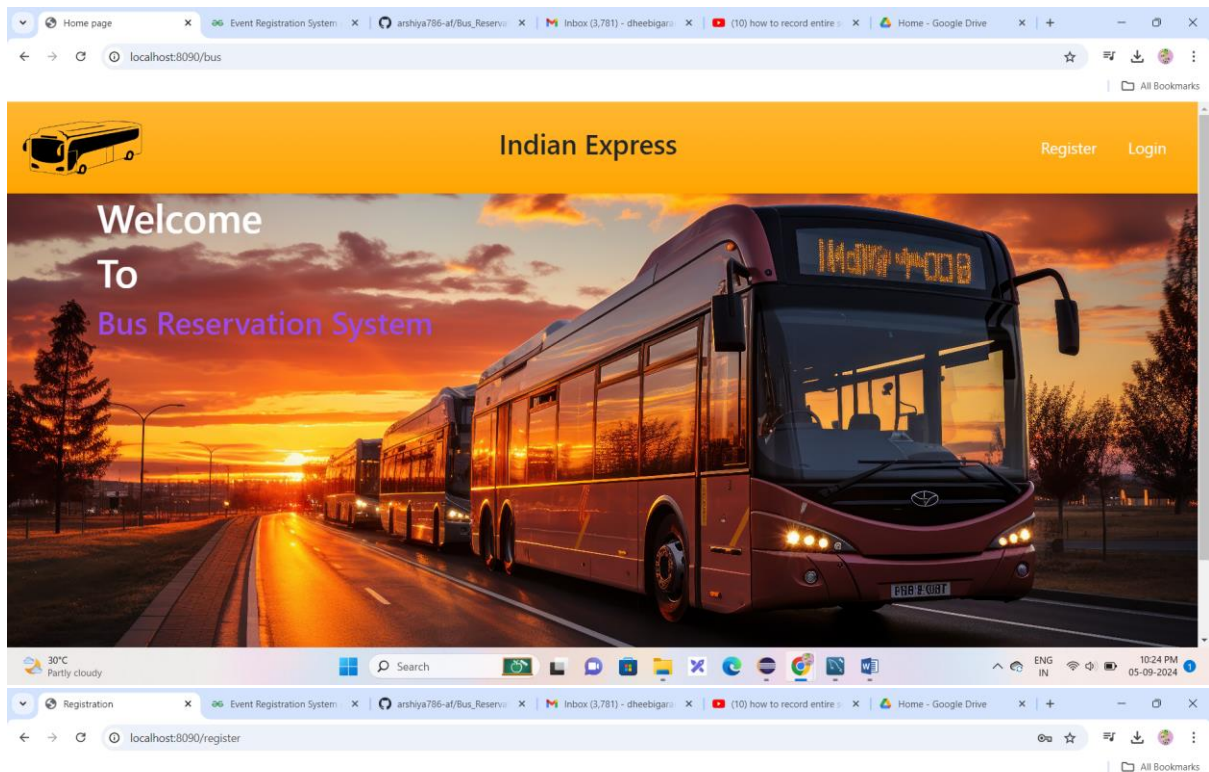 Home page
Event Registration System
arshiya786-af/Bus_Reserva
Inbox (3,781) - dheebigara
(10) how to record entire s
Home - Google Drive
localhost:8090/bus
All Bookmarks
Indian Express
Register
Login
Welcome
To
Bus Reservation System
30°C
Partly cloudy
Search
ENG
IN
10:24 PM
05-09-2024
1
Registration
Event Registration System
arshiya786-af/Bus_Reserva
Inbox (3,781) - dheebigara
(10) how to record entire s
Home - Google Drive
localhost:8090/register
All Bookmarks